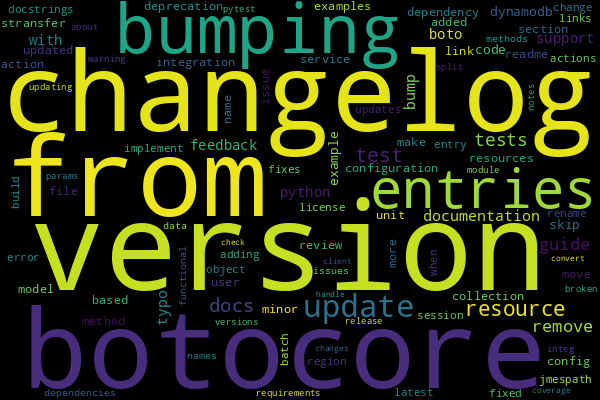 docstrings deprecation pytest examples dependency dynamodb change
stransfer about bumping added links
updated with boto section
action warning integration service link code readme support
methods actions
changelog
split
updating name issue updates bump notes
from
implement feedback example make entry tests
test resources
build params fixes configuration module
file python entries
license unit documentation rename
version
data skip
error check review more when guide
adding client convert
functional object issues move
model based user handle collection broken
typo docs minor update session resource
method versions release remove
botocore
names batch changes region integ config
jmespath
dependencies requirements latest fixed coverage